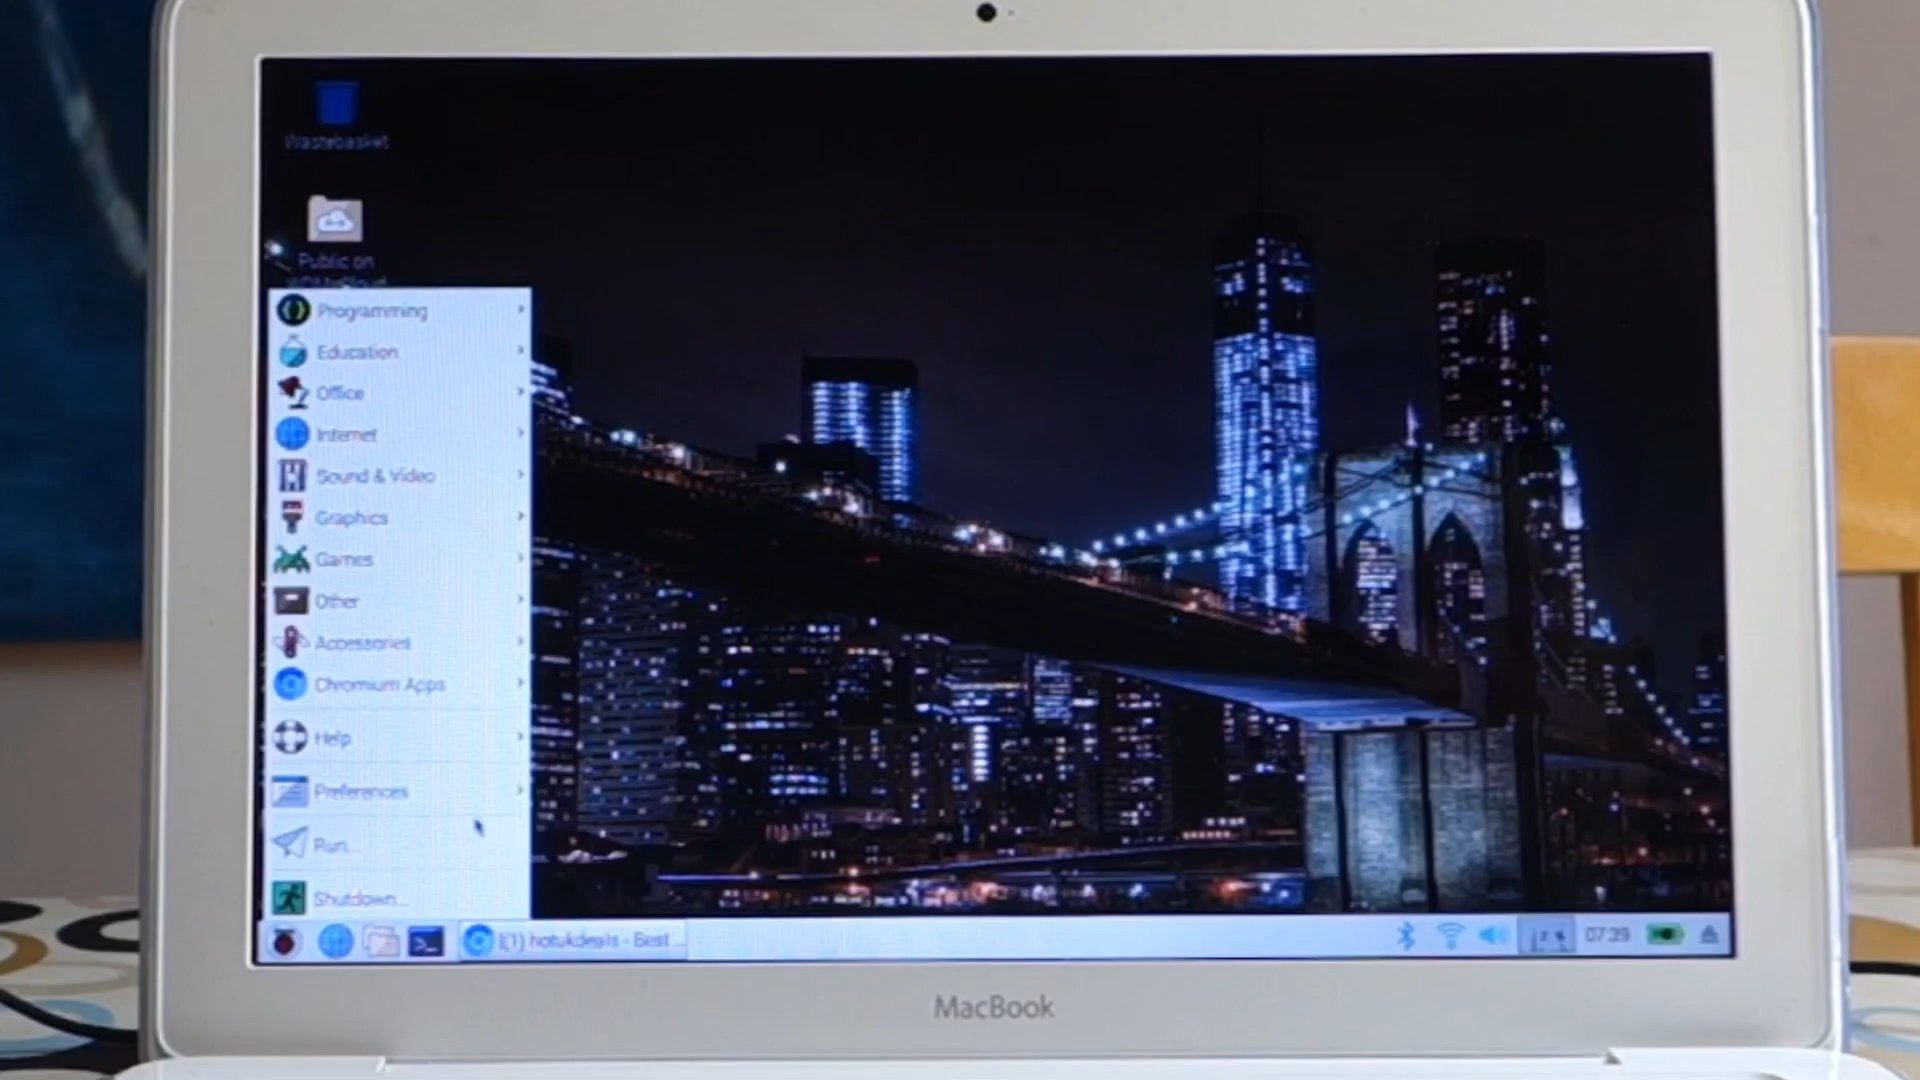 Wastebasket
Public on
Programming
Education
Office
Internet
Sound & Video
Graphics
Games
Other
Accessories
Chromium Apps
Help
Preferences
Run...
Shutdown...
(1) hotukdeals - Best ...
07:39
MacBook